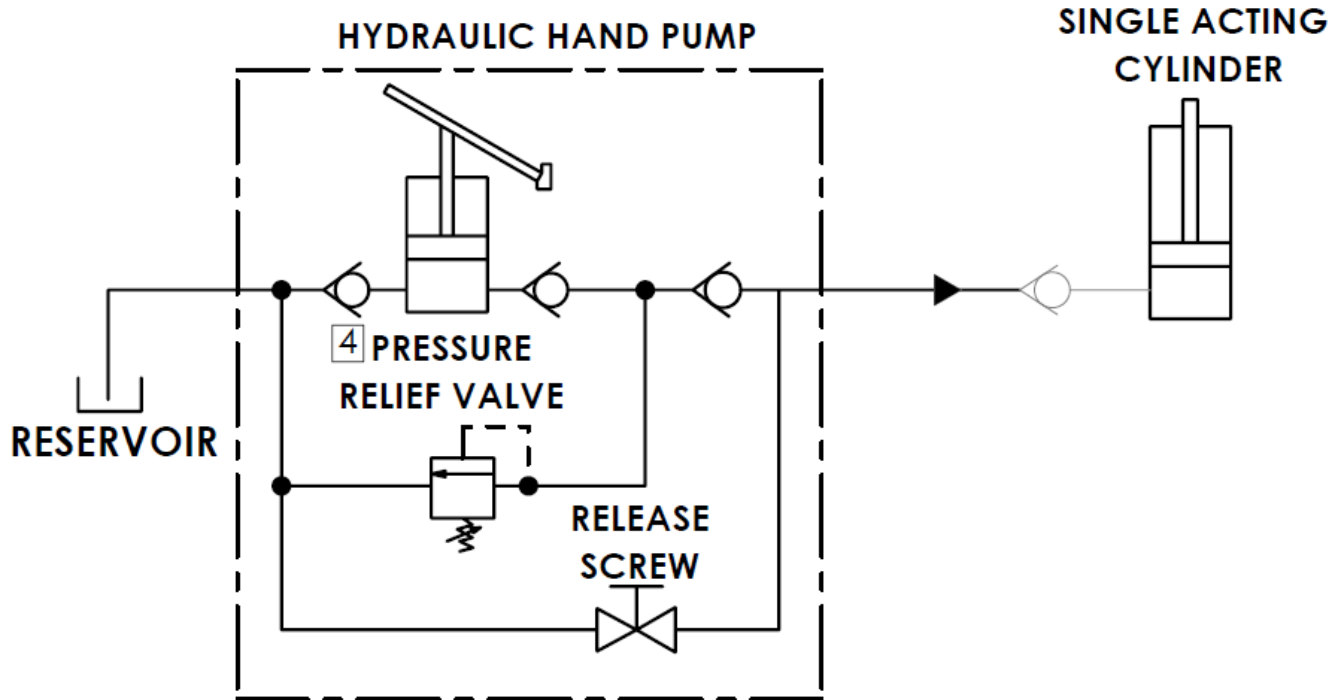 HYDRAULIC HAND PUMP
SINGLE ACTING
CYLINDER
4 PRESSURE
RELIEF VALVE
RESERVOIR
RELEASE
SCREW